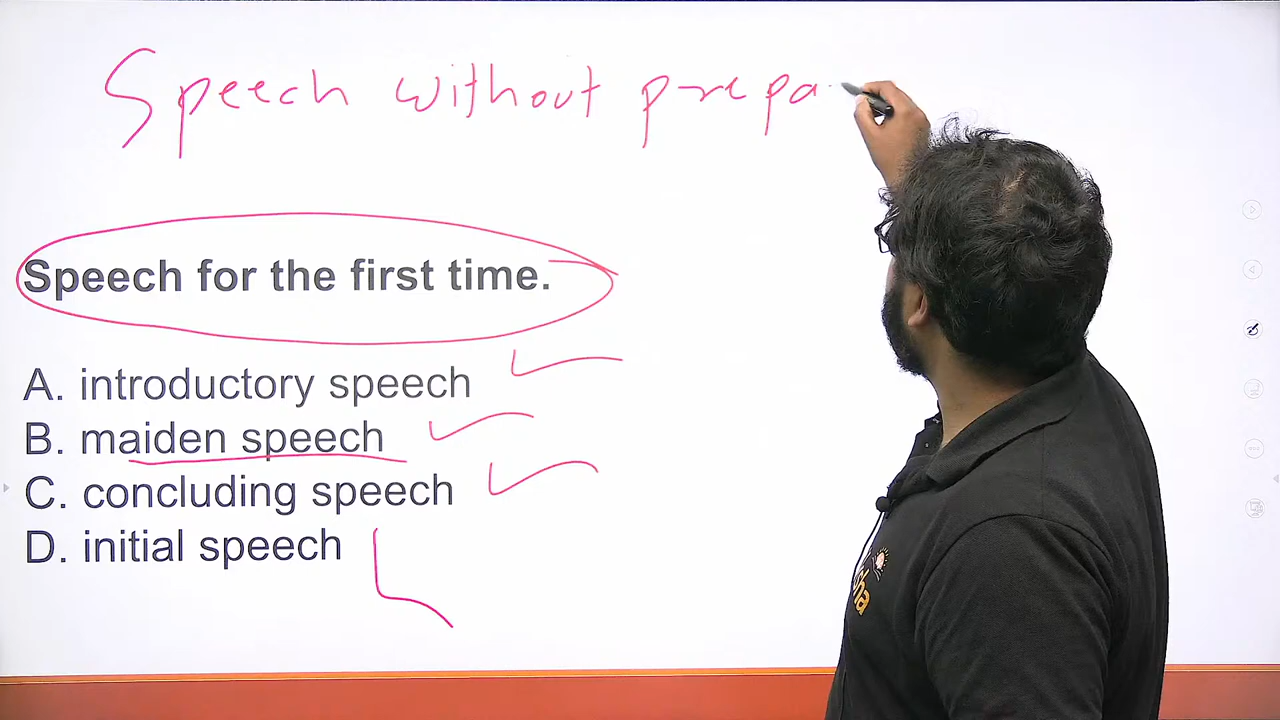 Speech without prepa
Speech for the first time.
A. introductory speech
B. maiden speech
C. concluding speech
D. initial speech